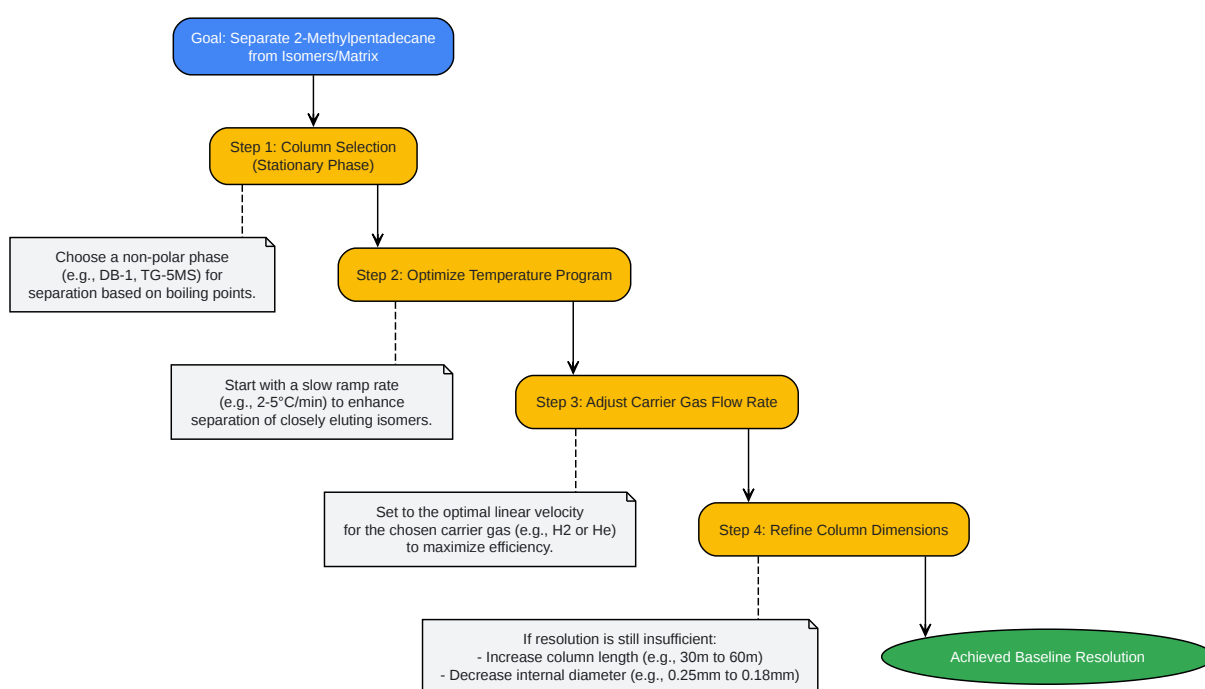 Goal: Separate 2-Methylpentadecane
from Isomers/Matrix
Step 1: Column Selection
(Stationary Phase)
Choose a non-polar phase
(e.g., DB-1, TG-5MS) for
separation based on boiling points.
Step 2: Optimize Temperature Program
Start with a slow ramp rate
(e.g., 2-5°C/min) to enhance
separation of closely eluting isomers.
Step 3: Adjust Carrier Gas Flow Rate
Set to the optimal linear velocity
for the chosen carrier gas (e.g., H2 or He)
to maximize efficiency.
Step 4: Refine Column Dimensions
If resolution is still insufficient:
- Increase column length (e.g., 30m to 60m)
- Decrease internal diameter (e.g., 0.25mm to 0.18mm)
Achieved Baseline Resolution